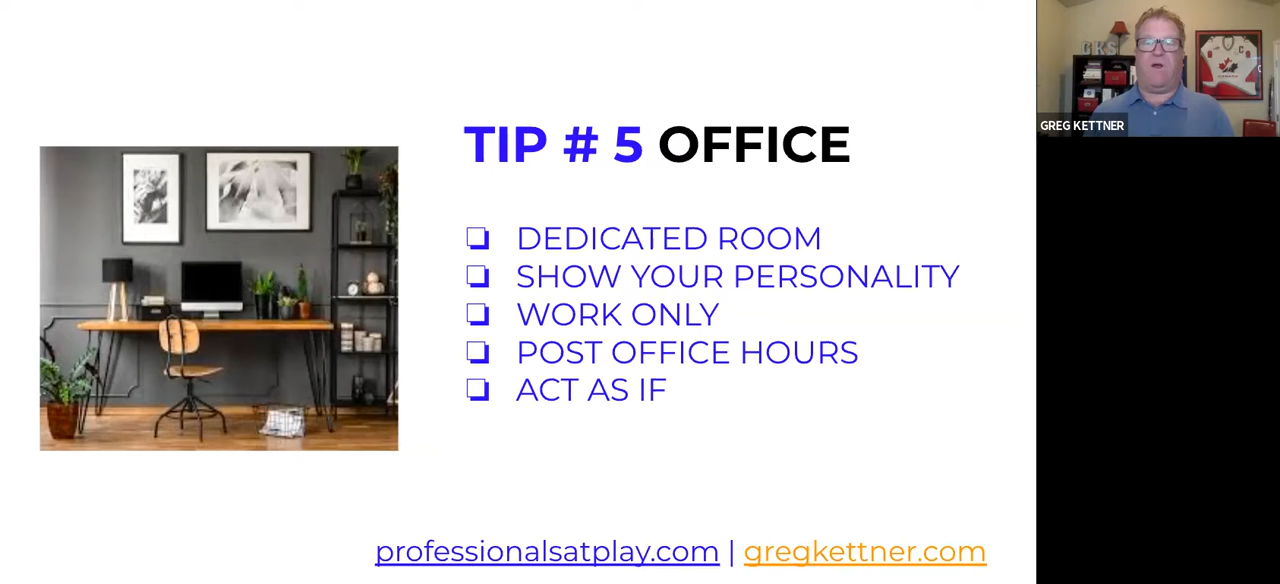 TIP # 5 OFFICE
❏ DEDICATED ROOM
❏ SHOW YOUR PERSONALITY
❏ WORK ONLY
❏ POST OFFICE HOURS
❏ ACT AS IF
professionalsatplay.com | gregkettner.com
GKS
GREG KETTNER